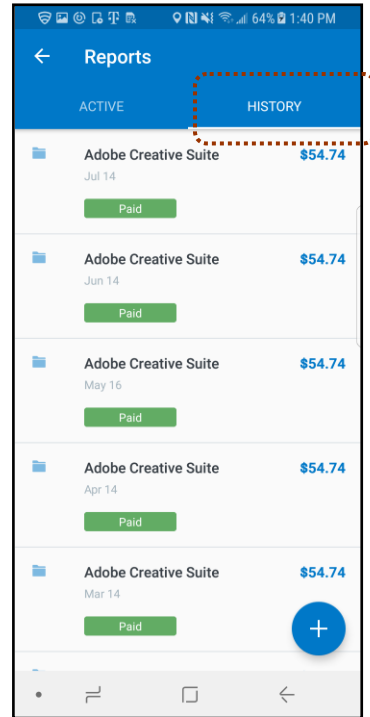 64% 1:40 PM
Reports
ACTIVE HISTORY
Adobe Creative Suite $54.74
Jul 14
Paid
Adobe Creative Suite $54.74
Jun 14
Paid
Adobe Creative Suite $54.74
May 16
Paid
Adobe Creative Suite $54.74
Apr 14
Paid
Adobe Creative Suite $54.74
Mar 14
Paid